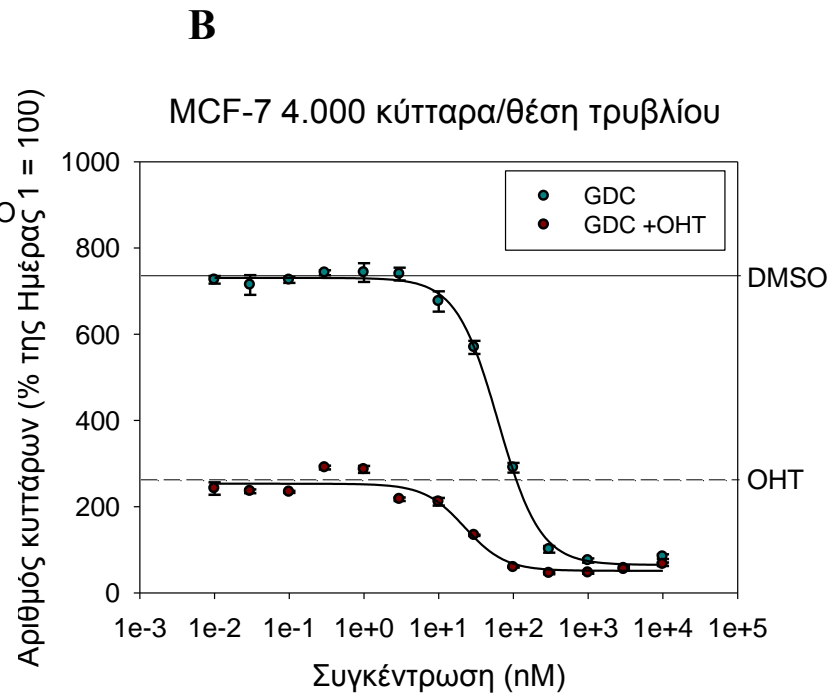 B
MCF-7 4.000 κύτταρα/θέση τρυβλίου
Αριθμός κυττάρων (% της Ημέρας 1 = 100)
ο
1000
800
600
400
200
0
GDC
GDC +OHT
DMSO
OHT
1e-3 1e-2 1e-1 1e+0 1e+1 1e+2 1e+3 1e+4 1e+5
Συγκέντρωση (nM)